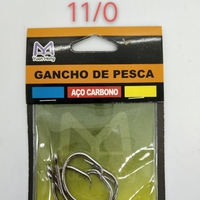 11/0
GANCHO DE PESCA
AÇO CARBONO